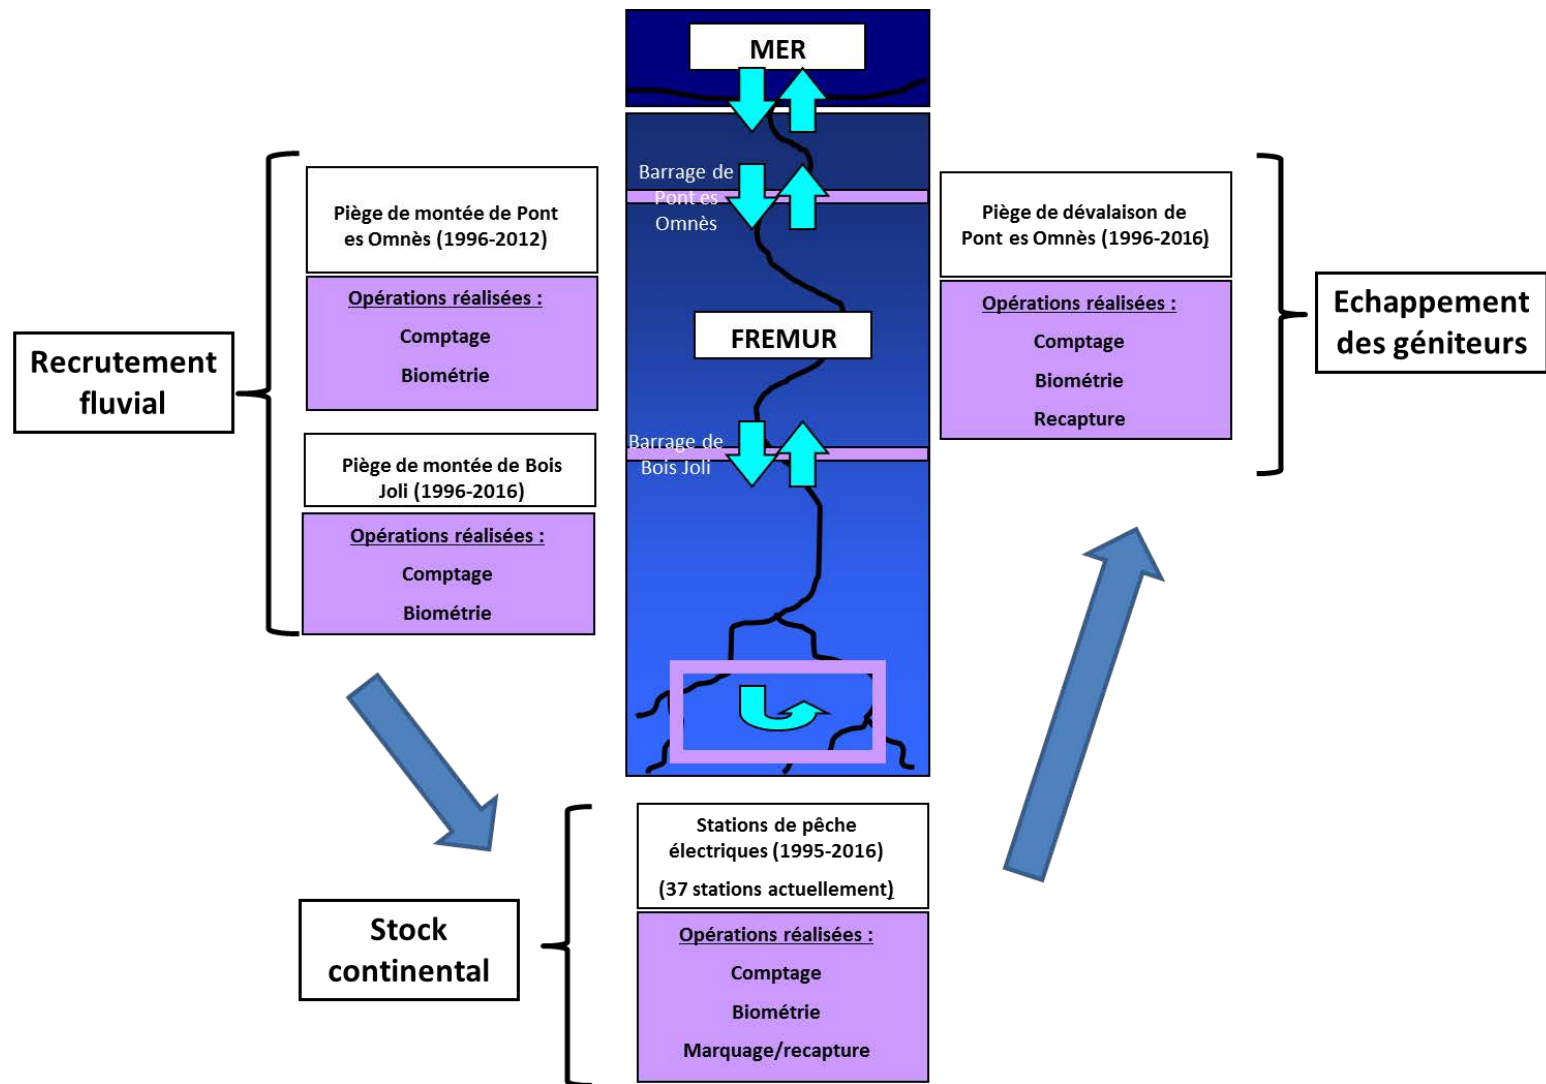 MER
Barrage de
Pont es
Omnès
FREMUR
Barrage de
Bois Joli
Recrutement
fluvial
Piège de montée de Pont
es Omnès (1996-2012)
Opérations réalisées :
Comptage
Biométrie
Piège de montée de Bois
Joli (1996-2016)
Opérations réalisées :
Comptage
Biométrie
Piège de dévalaison de
Pont es Omnès (1996-2016)
Opérations réalisées :
Comptage
Biométrie
Recapture
Echappement
des géniteurs
Stock
continental
Stations de pêche
électriques (1995-2016)
(37 stations actuellement)
Opérations réalisées :
Comptage
Biométrie
Marquage/recapture